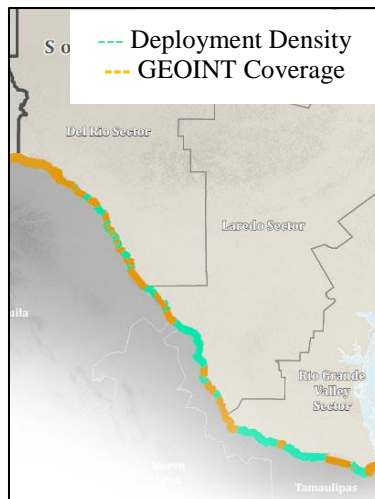 Deployment Density
GEOINT Coverage
S o
Del Rio Sector
Laredo Sector
Rio Grande
Valley
Sector
Tamaulipas